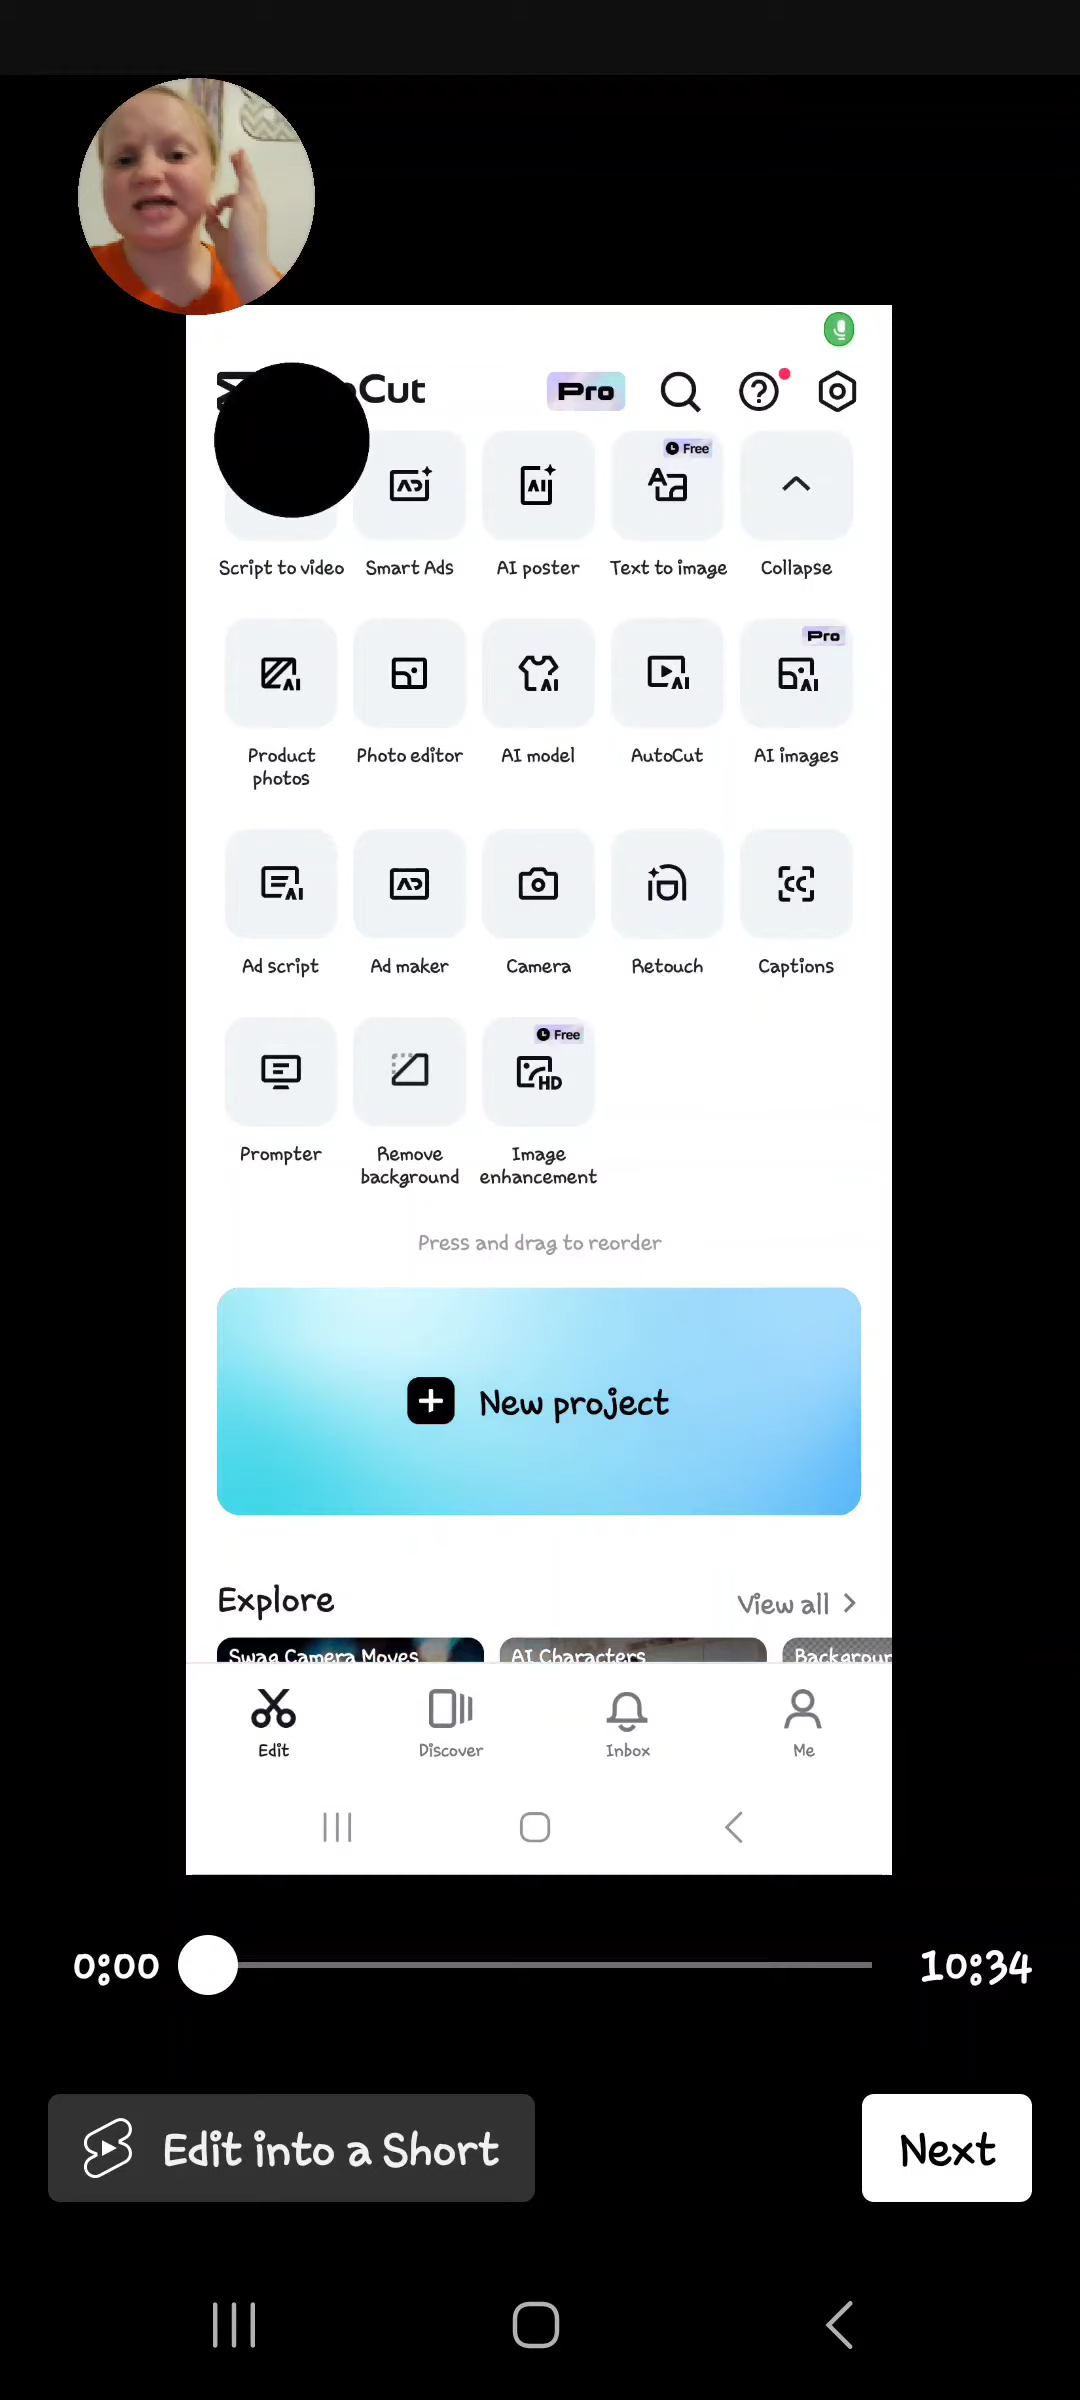 Cut
Pro
Free
Script to video
Smart Ads
AI poster
Text to image
Collapse
Pro
Product
photos
Photo editor
AI model
AutoCut
AI images
Ad script
Ad maker
Camera
Retouch
Captions
Free
Prompter
Remove
background
Image
enhancement
Press and drag to reorder
New project
Explore
View all
Swag Camera Moves
AI Characters
Edit
Discover
Inbox
Me
0:00
10:34
Edit into a Short
Next